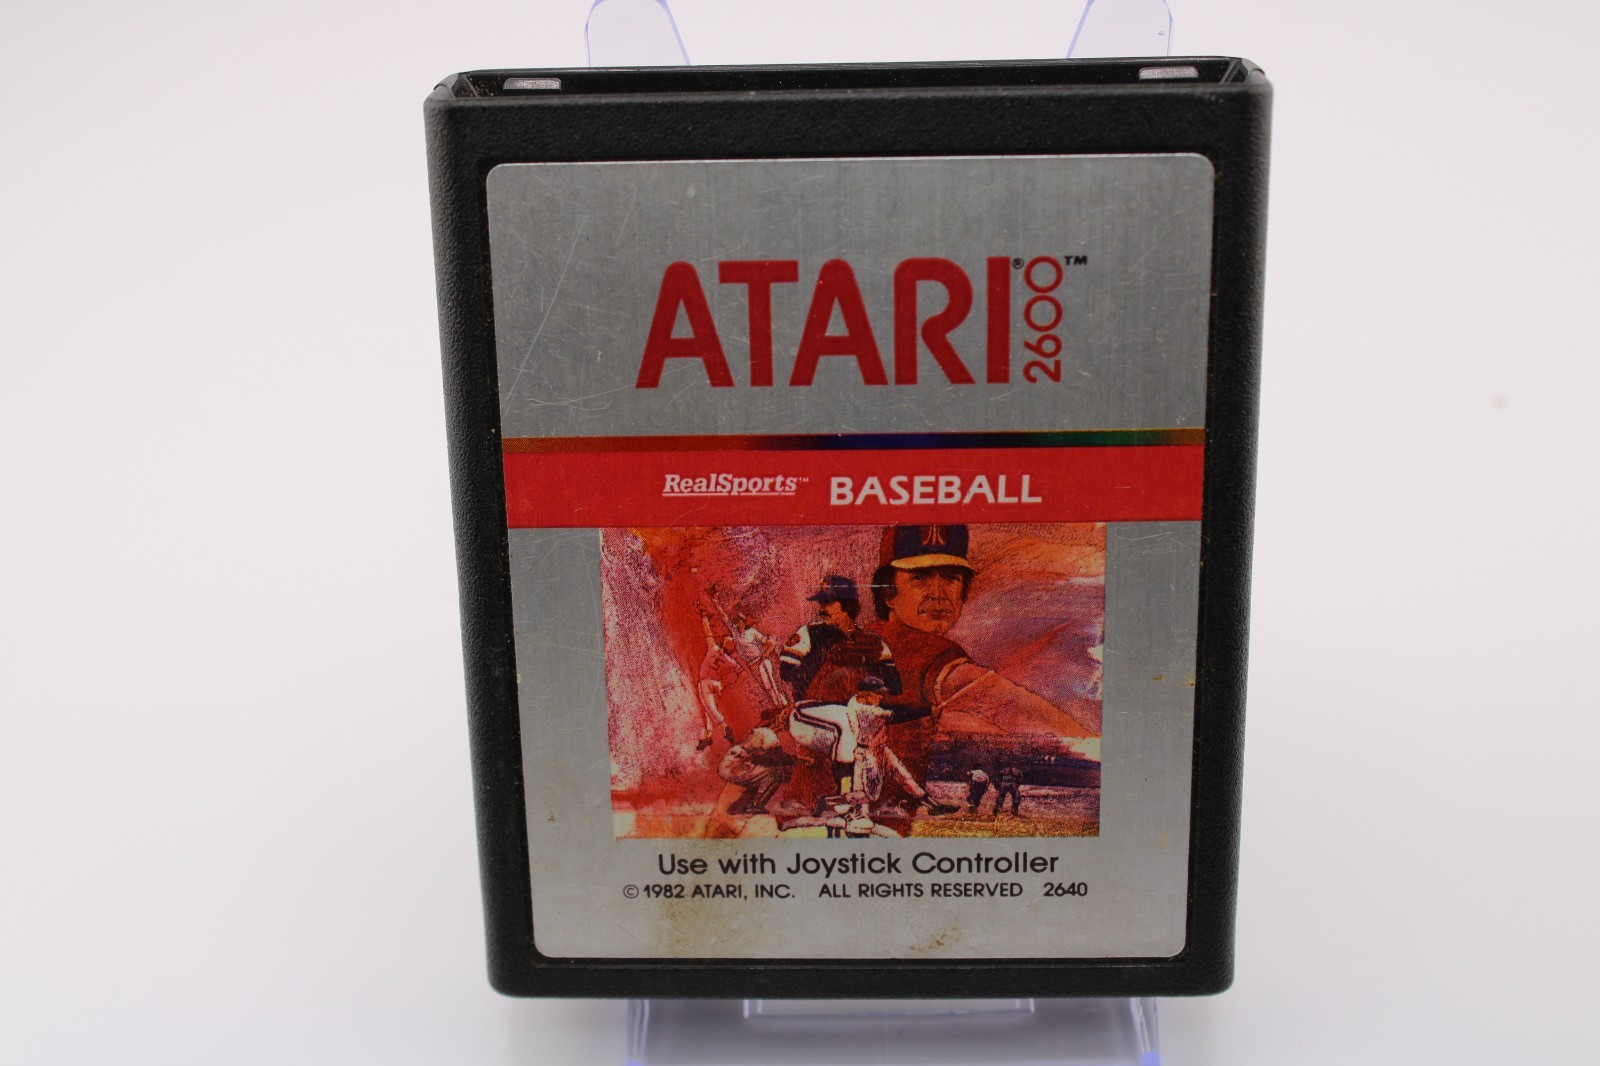 ATARI® 2600™
RealSports™ BASEBALL
Use with Joystick Controller
© 1982 ATARI, INC. ALL RIGHTS RESERVED 2640